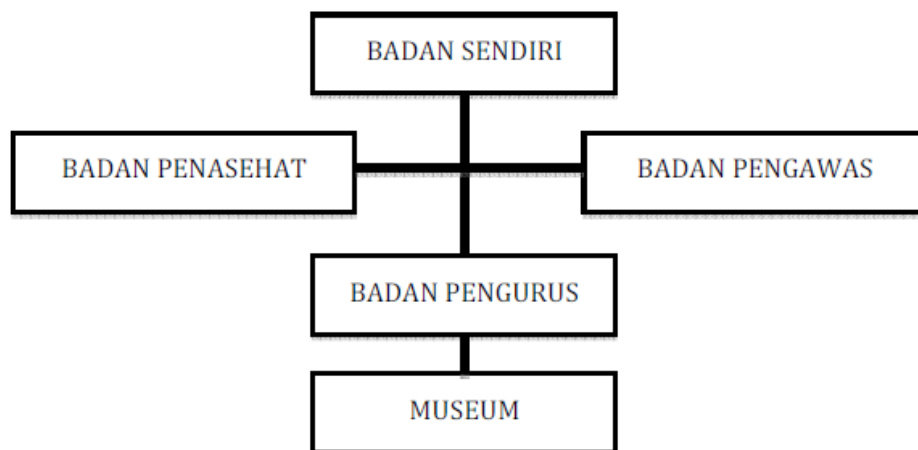 BADAN SENDIRI
BADAN PENASEHAT
BADAN PENGAWAS
BADAN PENGURUS
MUSEUM